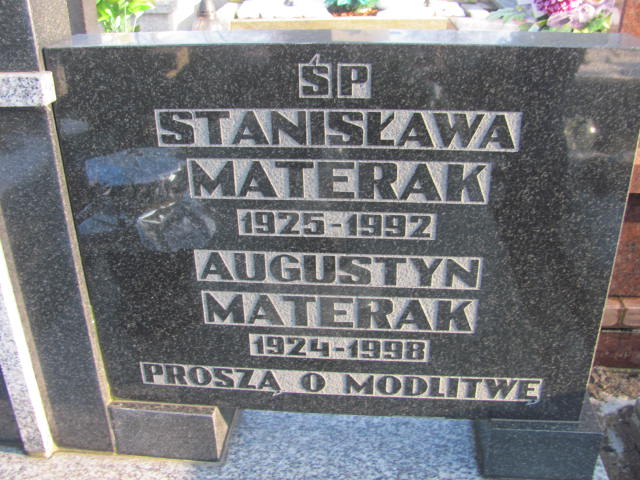 ŚP
STANISŁAWA
MATERAK
1925-1992
AUGUSTYN
MATERAK
1924-1998
PROSZĄ O MODLITWĘ